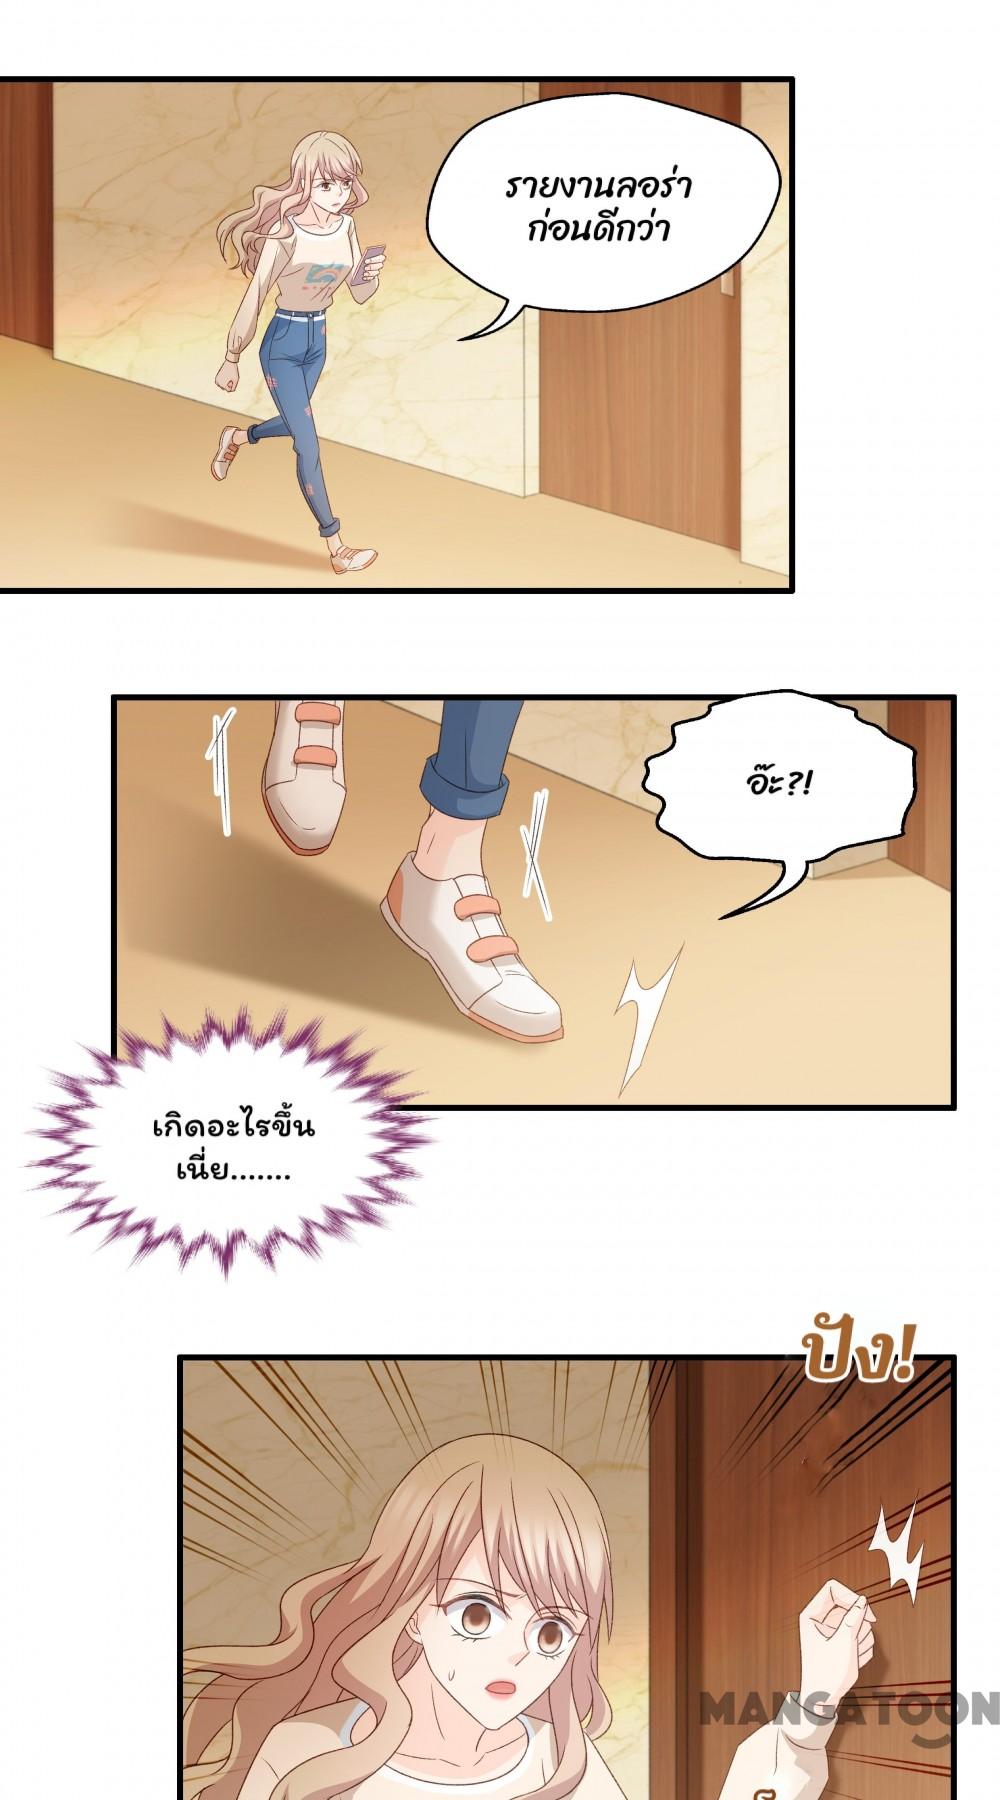 รายงานลอร่า
ก่อนดีกว่า
อ๊ะ?!
เกิดอะไรขึ้น
เนี่ย.......
ปัง!
MANGATOON